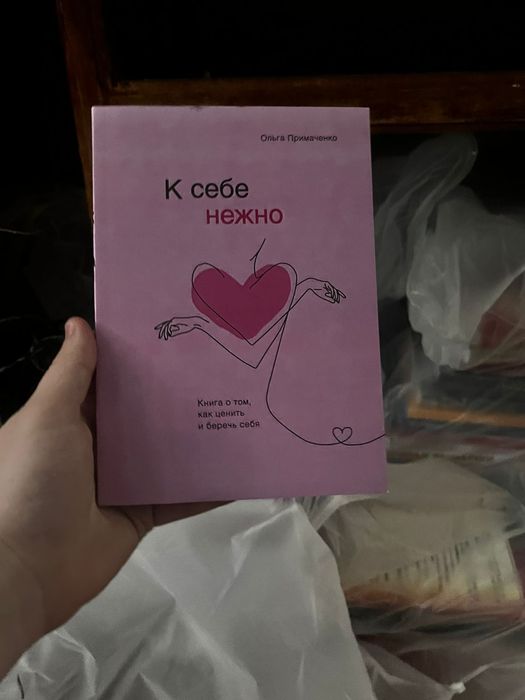 Ольга Примаченко
К себе
нежно
Книга о том,
как ценить
и беречь себя